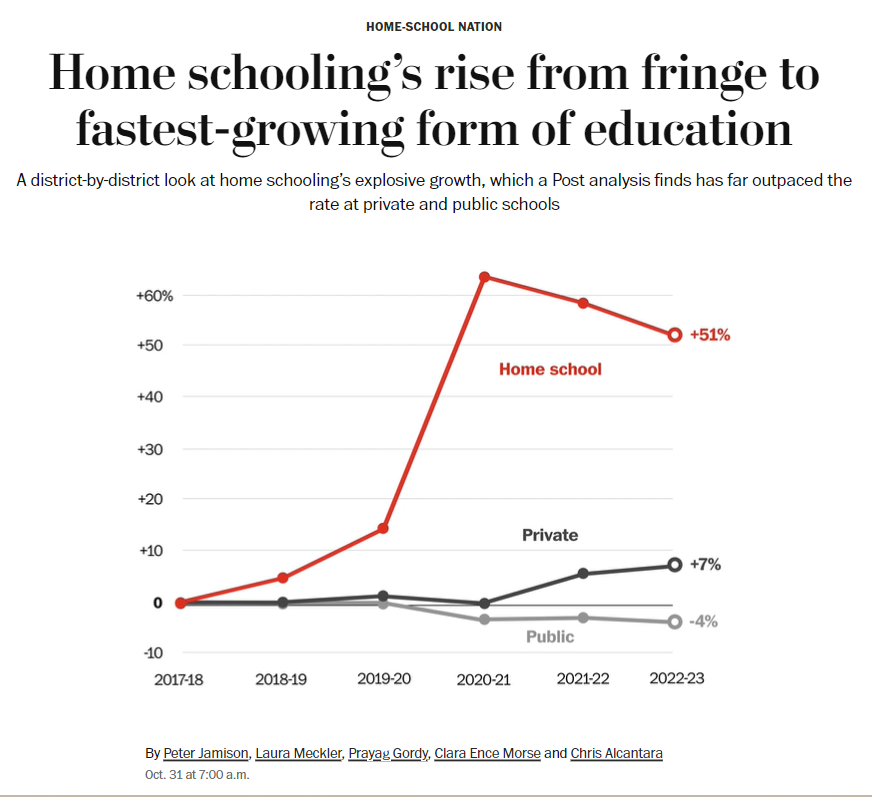 HOME-SCHOOL NATION
Home schooling’s rise from fringe to
fastest-growing form of education
A district-by-district look at home schooling’s explosive growth, which a Post analysis finds has far outpaced the
rate at private and public schools
+60%
+50
+51%
Home school
+40
+30
+20
Private
+10
+7%
0
-4%
Public
-10
2017-18 2018-19 2019-20 2020-21 2021-22 2022-23
By Peter Jamison, Laura Meckler, Prayag Gordy, Clara Ence Morse and Chris Alcantara
Oct. 31 at 7:00 a.m.